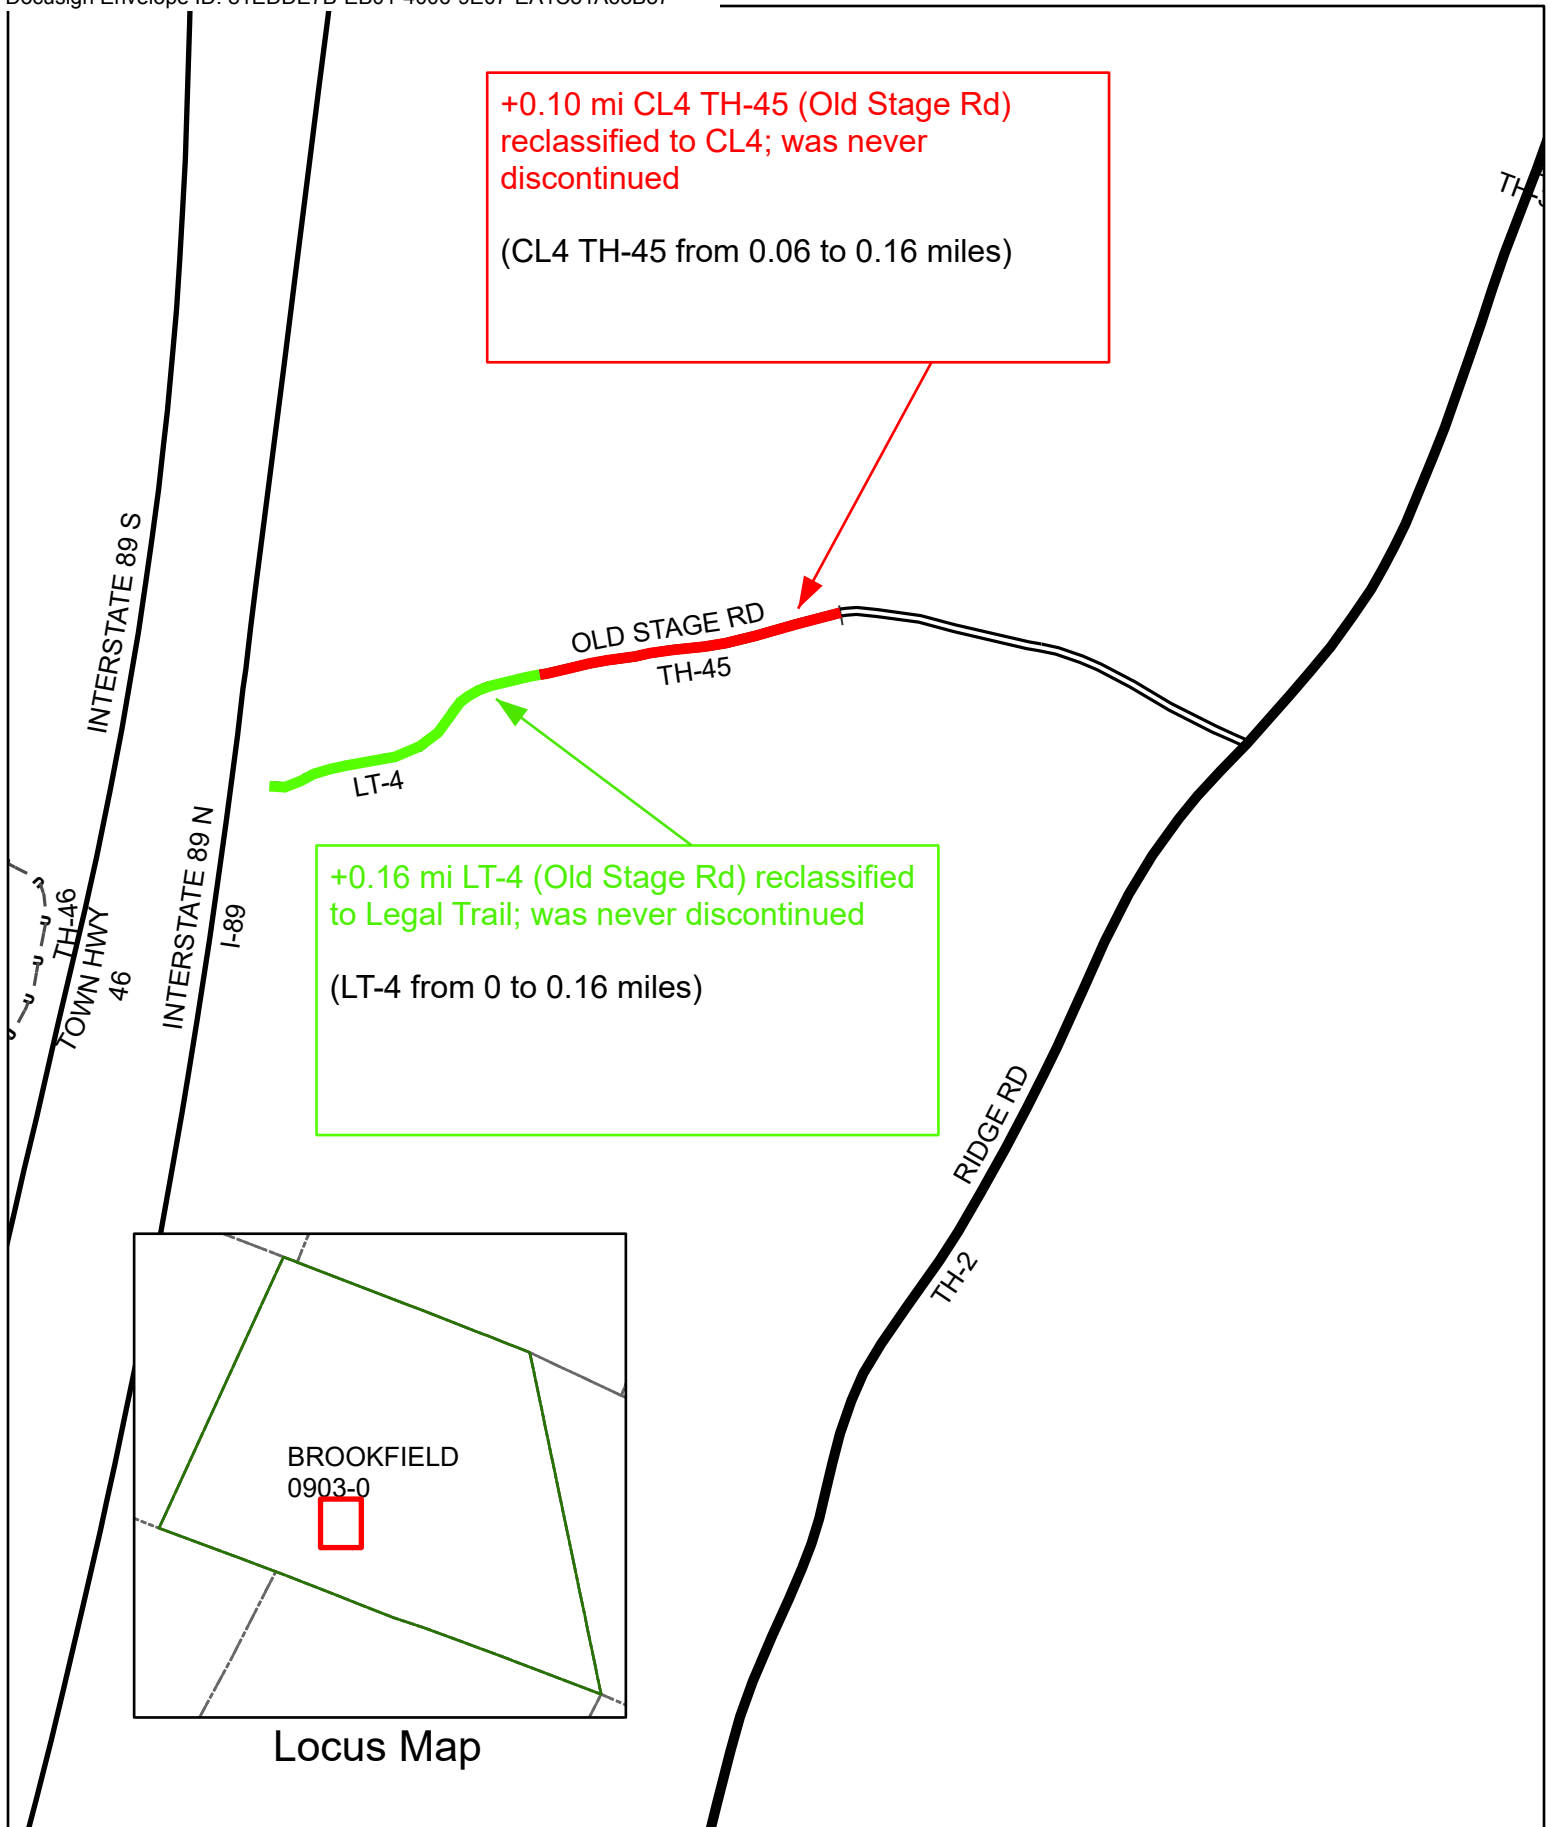 Docusign Envelope ID:
+0.10 mi CL4 TH-45 (Old Stage Rd)
reclassified to CL4; was never
discontinued
(CL4 TH-45 from 0.06 to 0.16 miles)
INTERSTATE 89 S
OLD STAGE RD
TH-45
LT-4
INTERSTATE 89 N
I-89
+0.16 mi LT-4 (Old Stage Rd) reclassified
to Legal Trail; was never discontinued
(LT-4 from 0 to 0.16 miles)
TH-46
TOWN HWY
46
RIDGE RD
TH-2
BROOKFIELD
0903-0
Locus Map